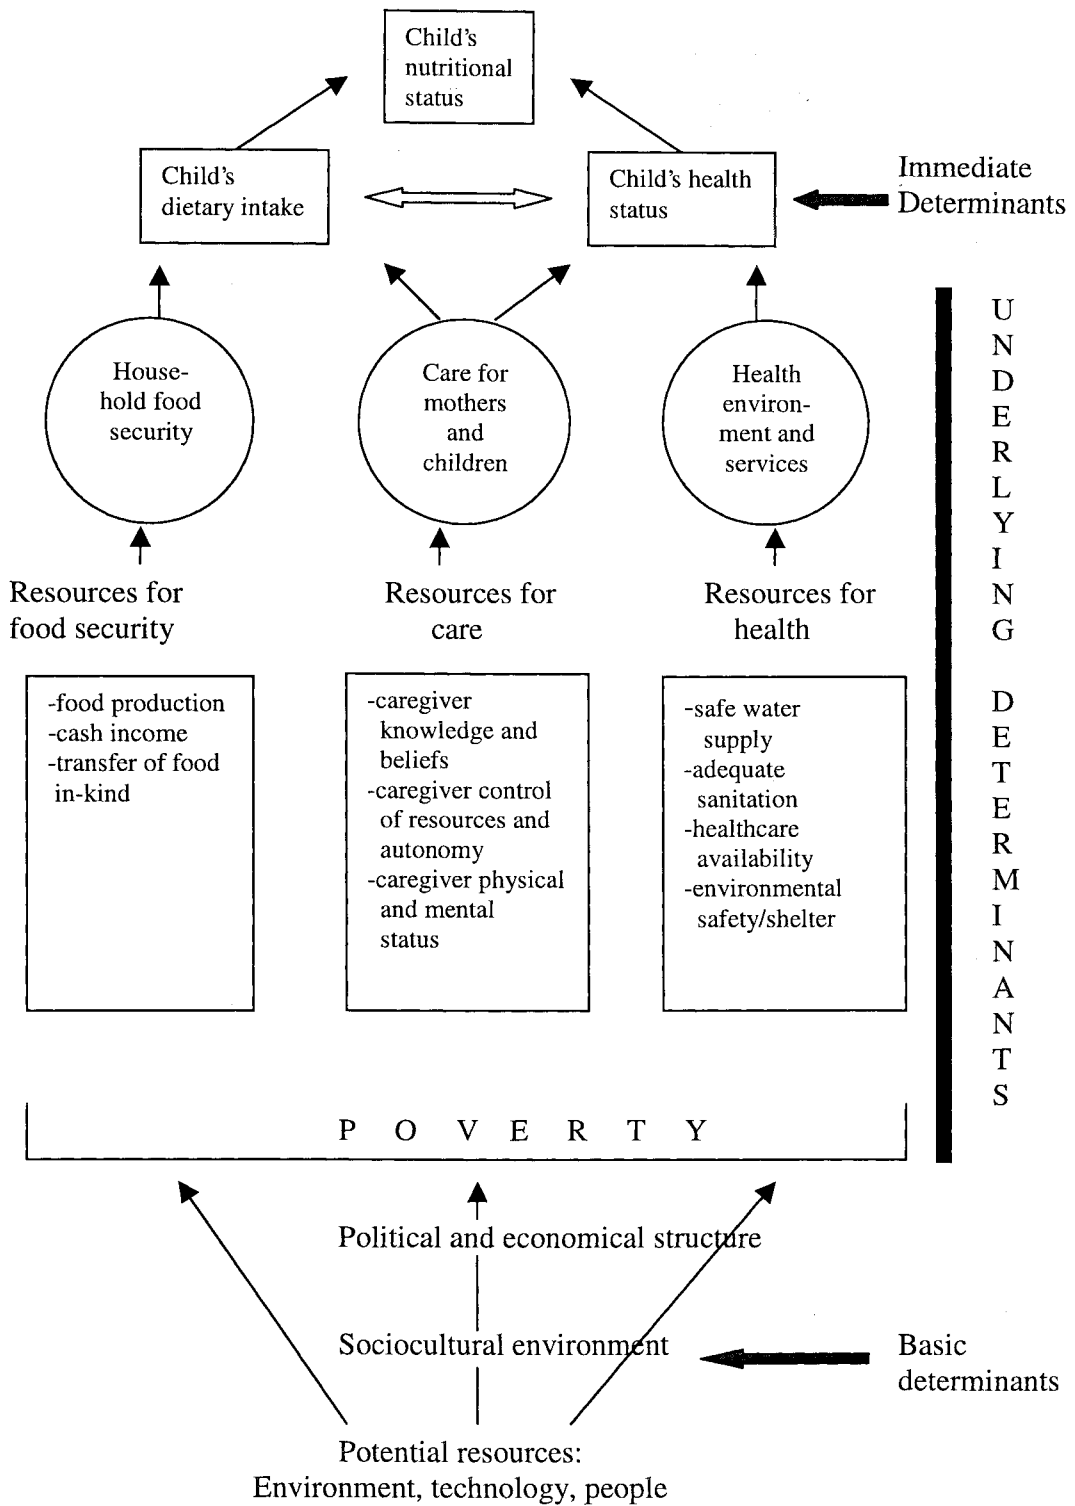 Child's
nutritional
status
Child's
dietary intake
Child's health
status
Immediate
Determinants
House-
hold food
security
Care for
mothers
and
children
Health
environ-
ment and
services
Resources for
food security
Resources for
care
Resources for
health
-food production
-cash income
-transfer of food
in-kind
-caregiver
knowledge and
beliefs
-caregiver control
of resources and
autonomy
-caregiver physical
and mental
status
-safe water
supply
-adequate
sanitation
-healthcare
availability
-environmental
safety/shelter
UNDERLYING DETERMINANTS
POVERTY
Political and economical structure
Sociocultural environment
Basic
determinants
Potential resources:
Environment, technology, people